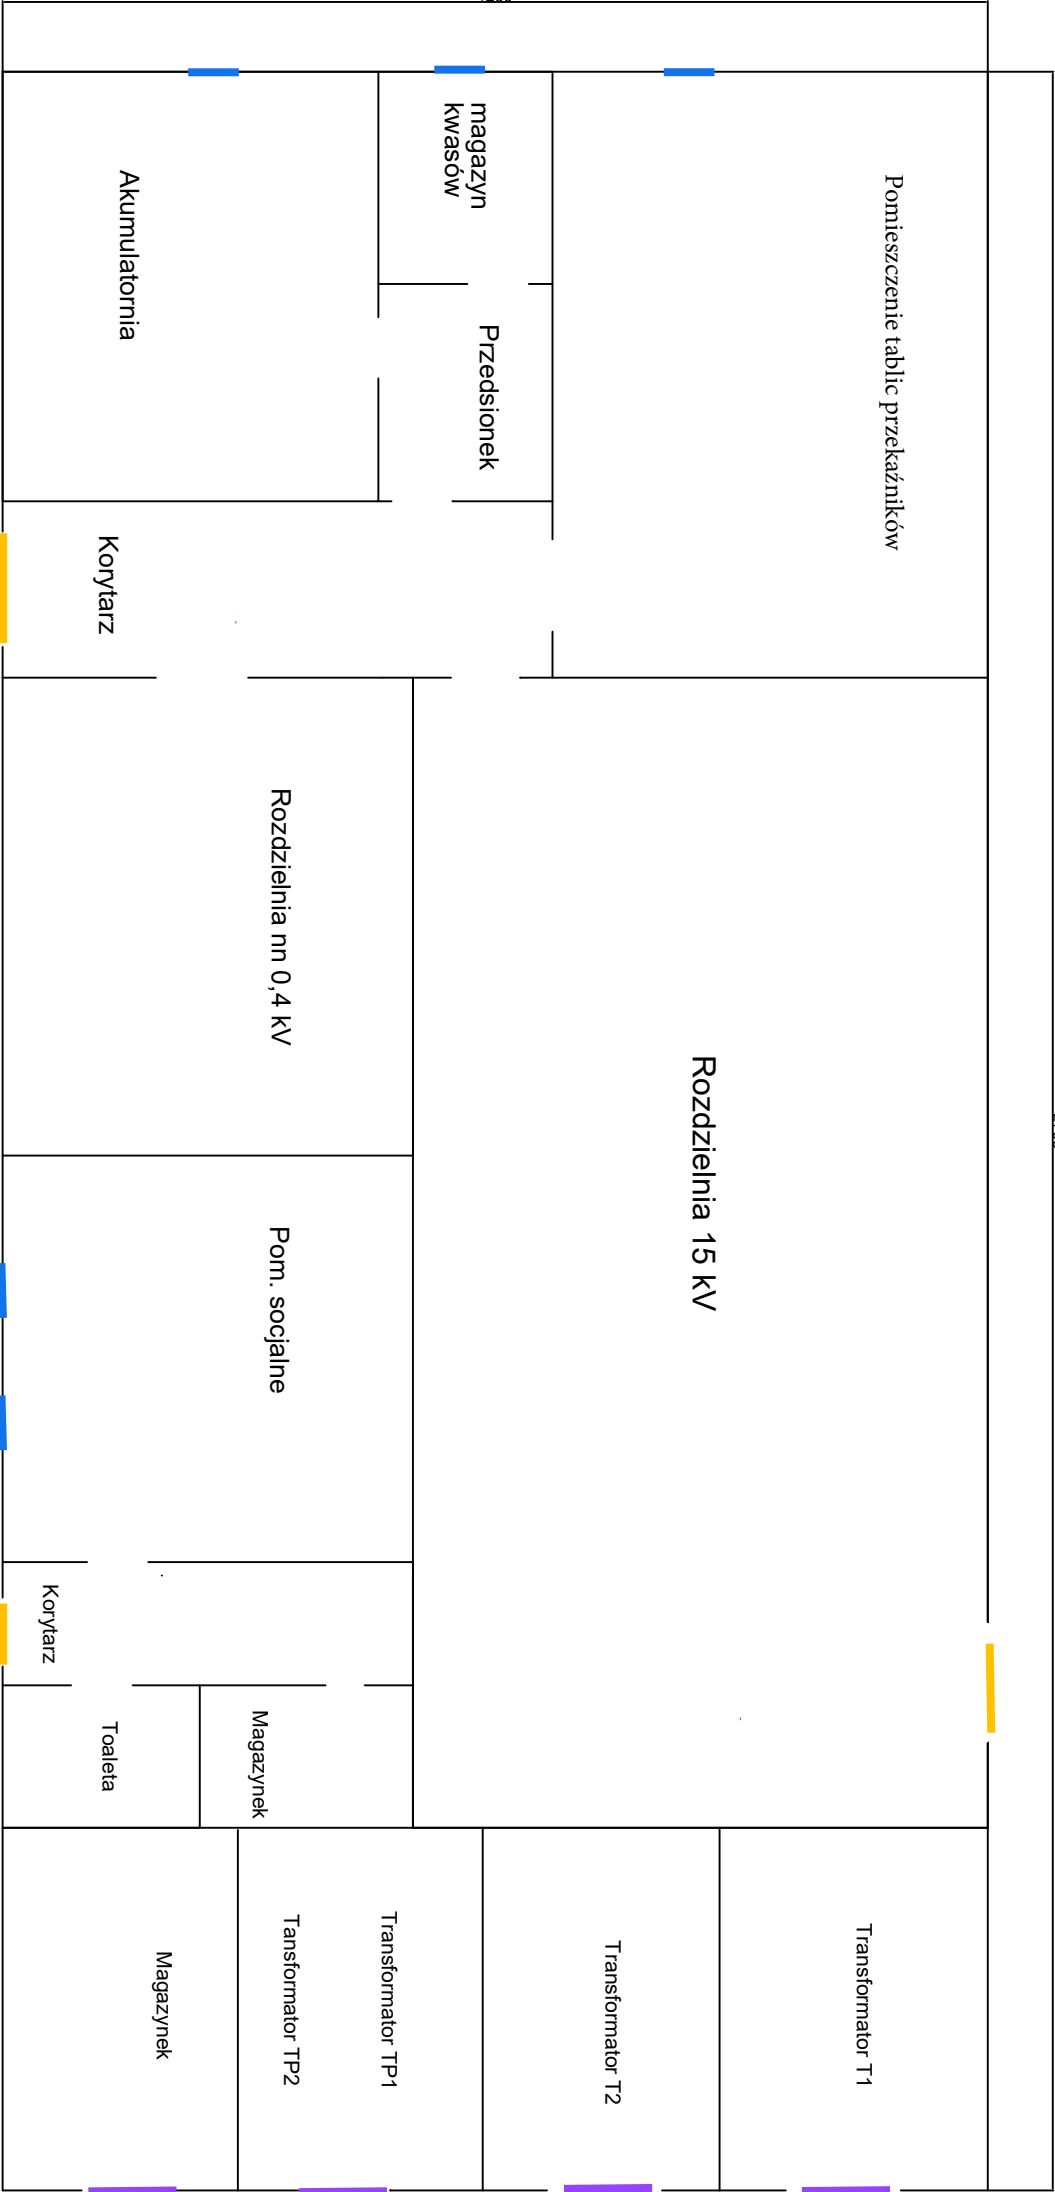 magazyn
kwasów
Akumulatornia
Pomieszczenie tablic przekaźników
Przedsionek
Korytarz
Rozdzielnia nn 0,4 kV
Rozdzielnia 15 kV
Pom. socjalne
Korytarz
Toaleta
Magazynek
Magazynek
Tansformator TP2
Transformator TP1
Transformator T2
Transformator T1